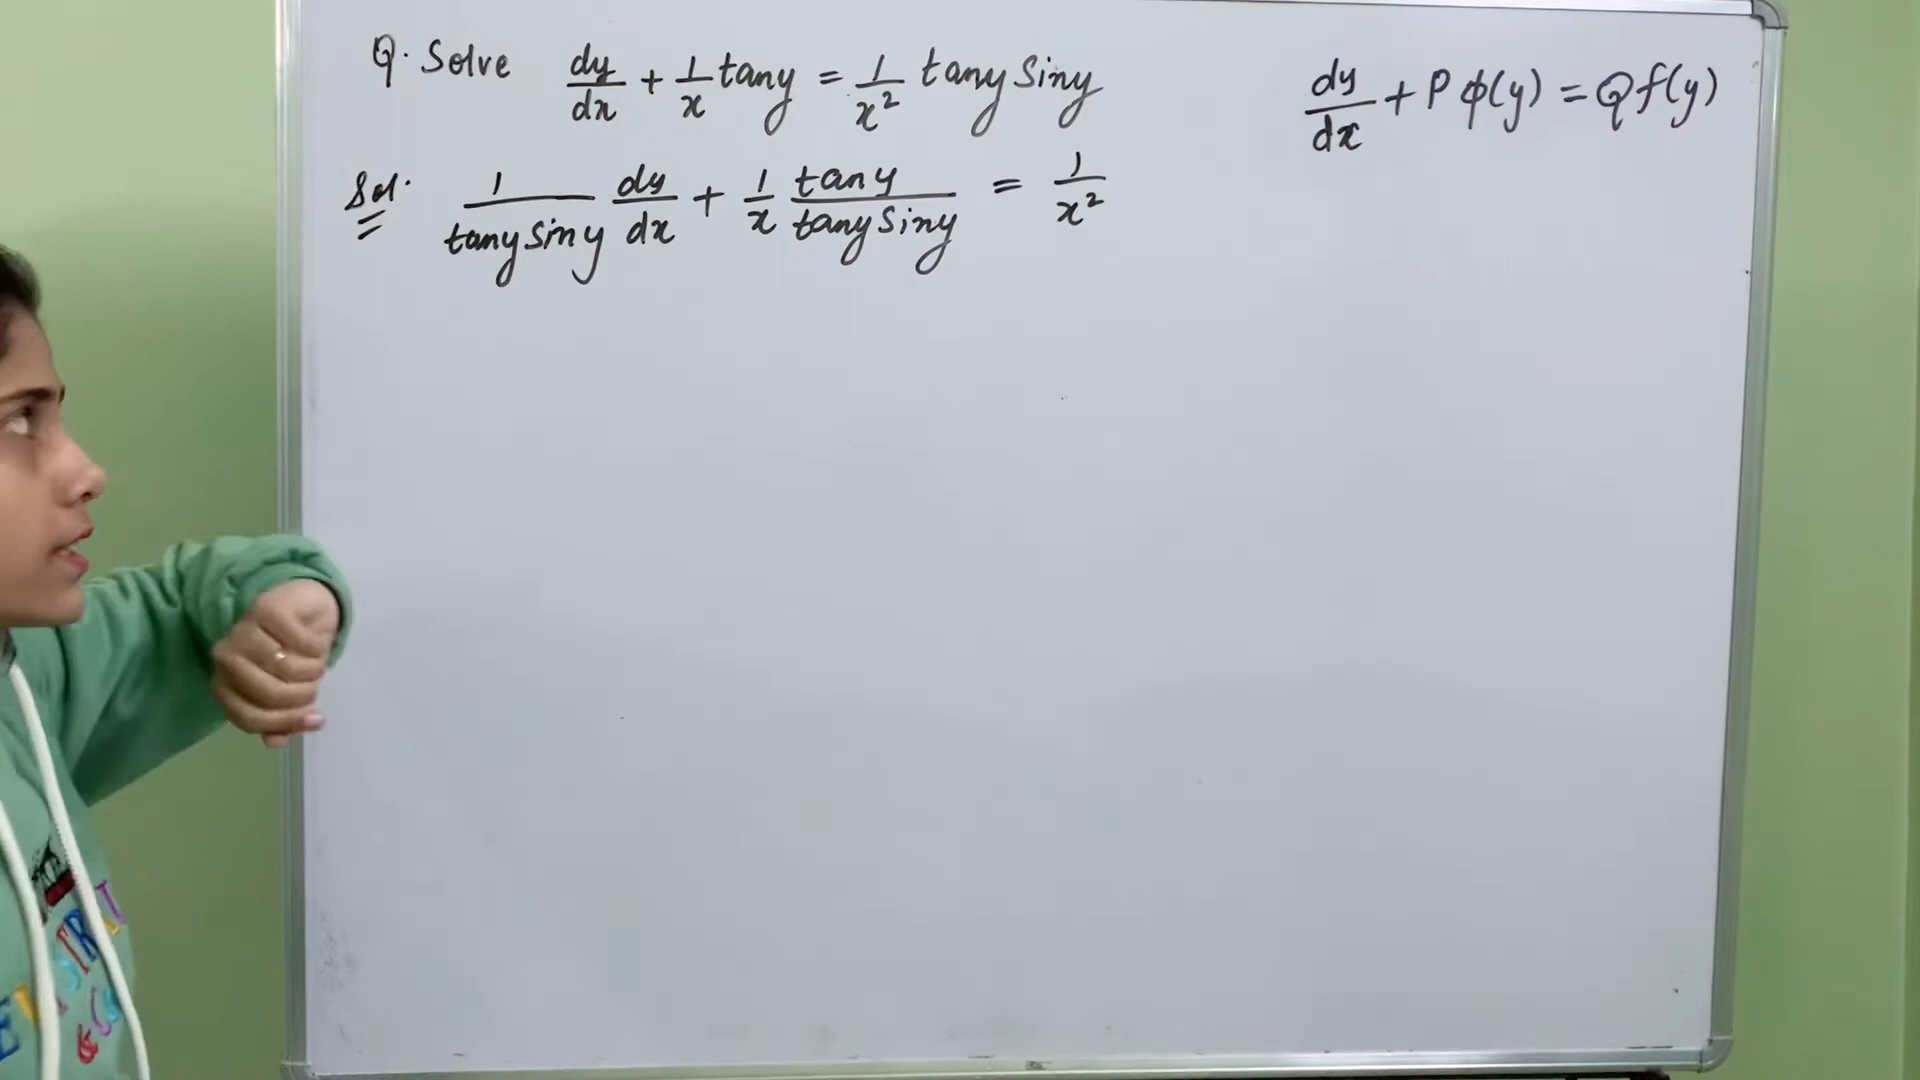 Q. Solve dy/dx + 1/x tany = 1/x² tany Siny
dy/dx + P ϕ(y) = Q f(y)
Sol. 1/(tany Siny) dy/dx + 1/x tany/(tany Siny) = 1/x²